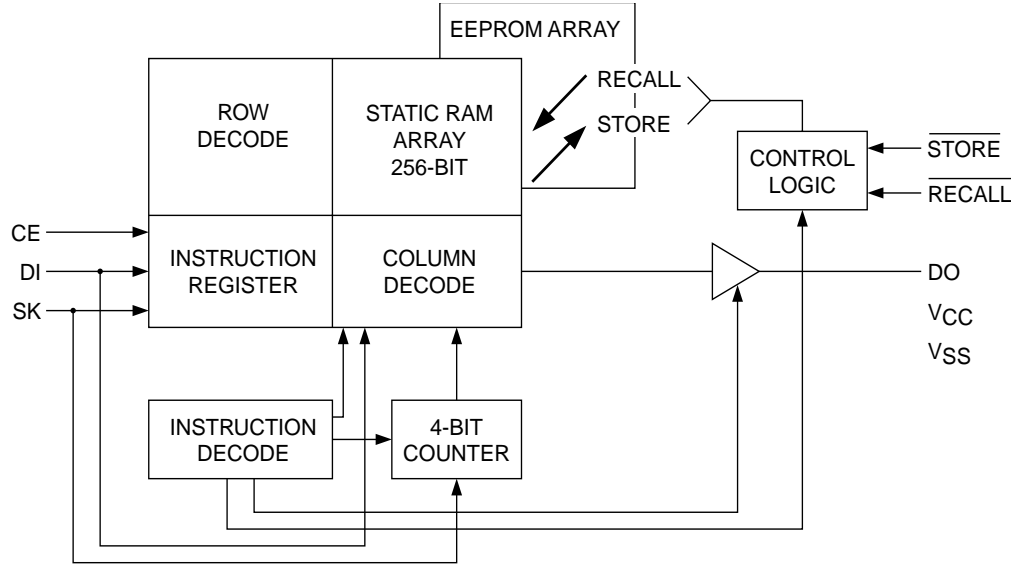 EEPROM ARRAY
RECALL
STORE
ROW
DECODE
STATIC RAM
ARRAY
256-BIT
CONTROL
LOGIC
STORE
RECALL
CE
DI
SK
INSTRUCTION
REGISTER
COLUMN
DECODE
DO
VCC
VSS
INSTRUCTION
DECODE
4-BIT
COUNTER